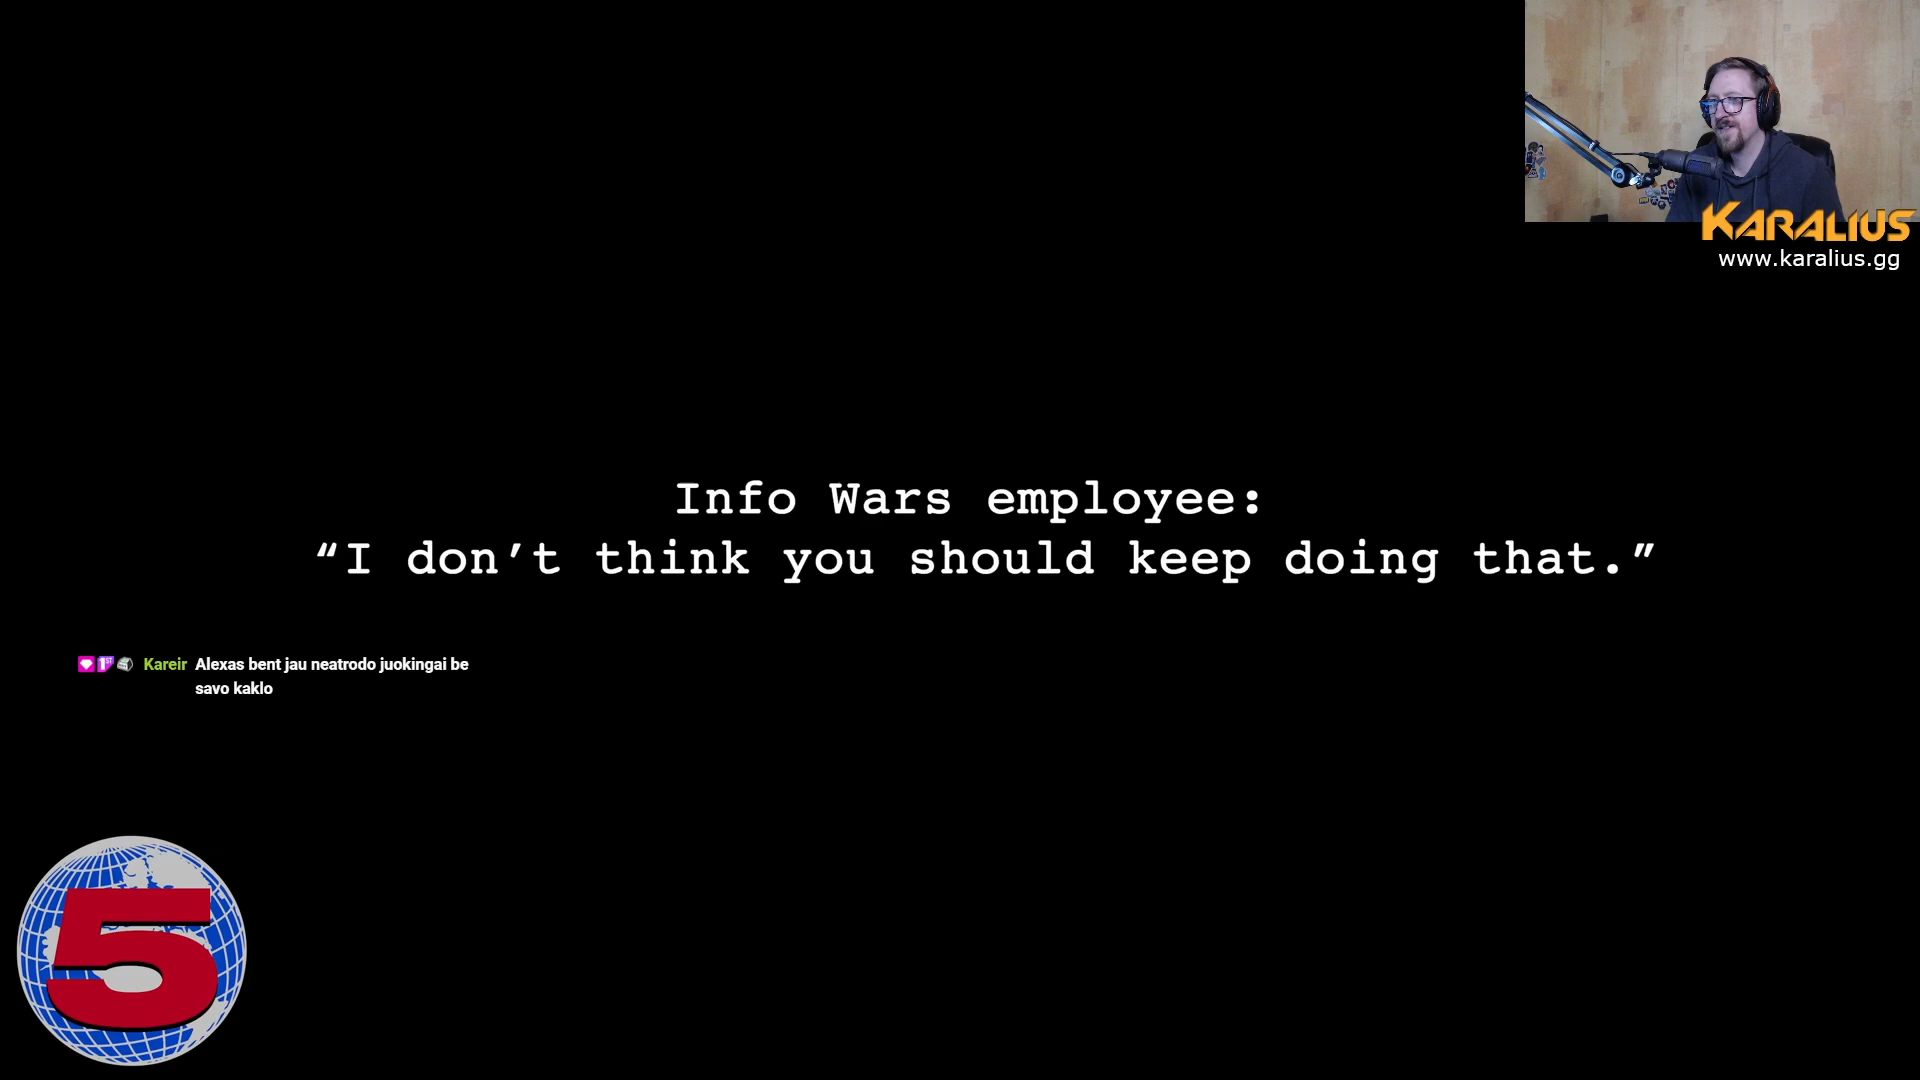 KARALIUS
www.karalius.gg
Info Wars employee:
“I don’t think you should keep doing that.”
1ST Kareir Alexas bent jau neatrodo juokingai be
savo kaklo
5